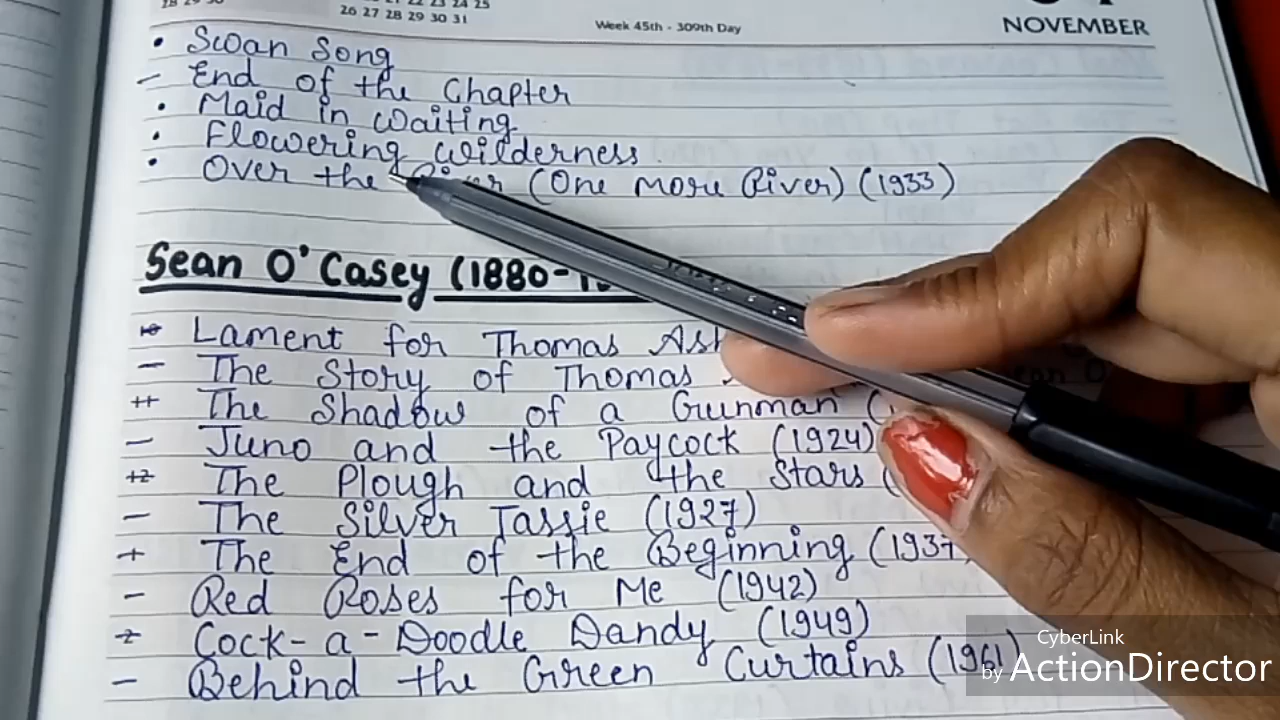 26 27 28 29 30 31
Week 45th - 309th Day
NOVEMBER
• Swan Song
– End of the Chapter
• Maid in Waiting
• Flowering Wilderness
• Over the River (One More River) (1933)
Sean O'Casey (1880-
Lament for Thomas
– The Story of Thomas
The Shadow of a Gunman (
– Juno and the Paycock (1924)
The Plough and the Stars (
– The Silver Tassie (1927)
+ The End of the Beginning (1937
– Red Roses for Me (1942)
Cock-a-Doodle Dandy (1949)
– Behind the Green Curtains (1961)
CyberLink
by ActionDirector